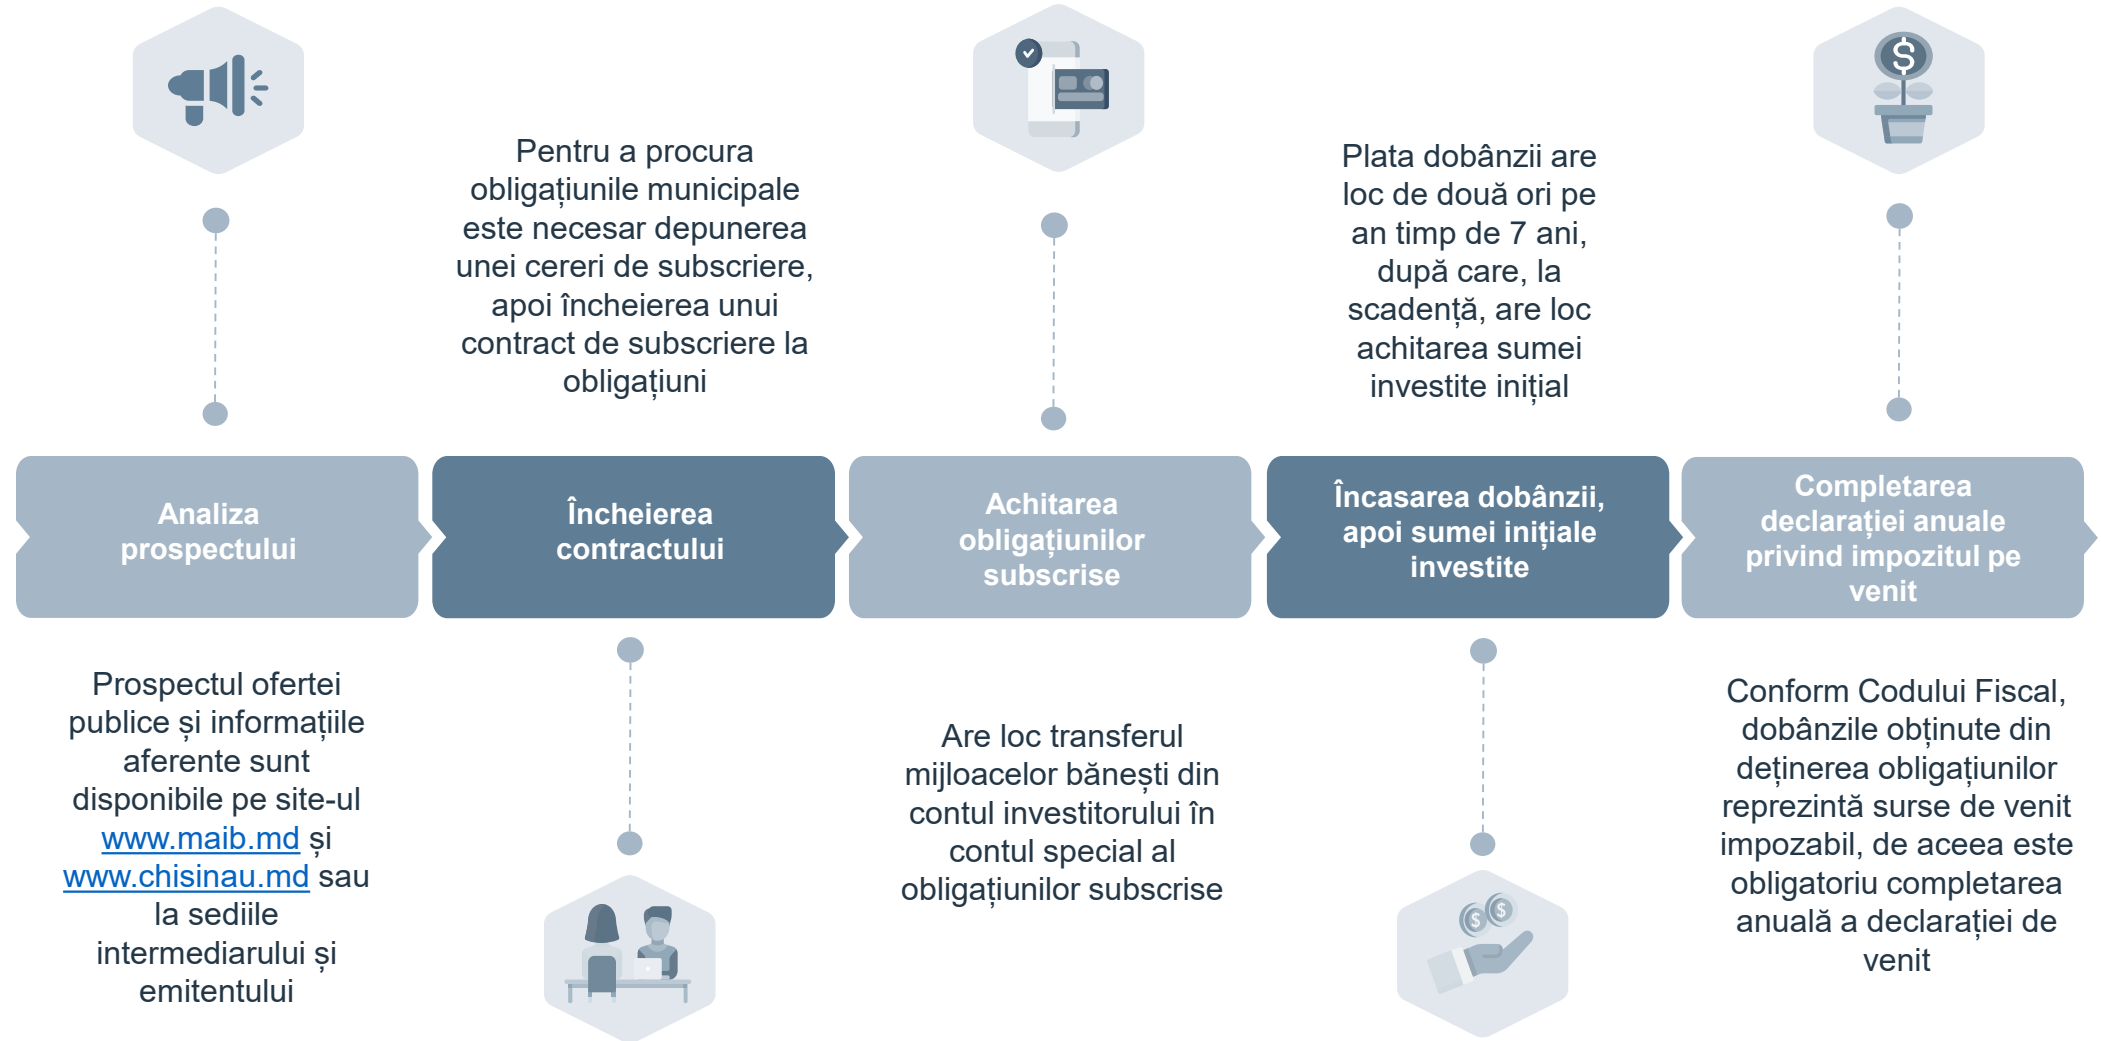 Pentru a procura
obligațiunile municipale
este necesar depunerea
unei cereri de subscriere,
apoi încheierea unui
contract de subscriere la
obligațiuni
Plata dobânzii are
loc de două ori pe
an timp de 7 ani,
după care, la
scadență, are loc
achitarea sumei
investite inițial
Analiza
prospectului
Încheierea
contractului
Achitarea
obligațiunilor
subscrise
Încasarea dobânzii,
apoi sumei inițiale
investite
Completarea
declarației anuale
privind impozitul pe
venit
Prospectul ofertei
publice și informațiile
aferente sunt
disponibile pe site-ul
www.maib.md și
www.chisinau.md sau
la sediile
intermediarului și
emitentului
Are loc transferul
mijloacelor bănești din
contul investitorului în
contul special al
obligațiunilor subscrise
Conform Codului Fiscal,
dobânzile obținute din
deținerea obligațiunilor
reprezintă surse de venit
impozabil, de aceea este
obligatoriu completarea
anuală a declarației de
venit